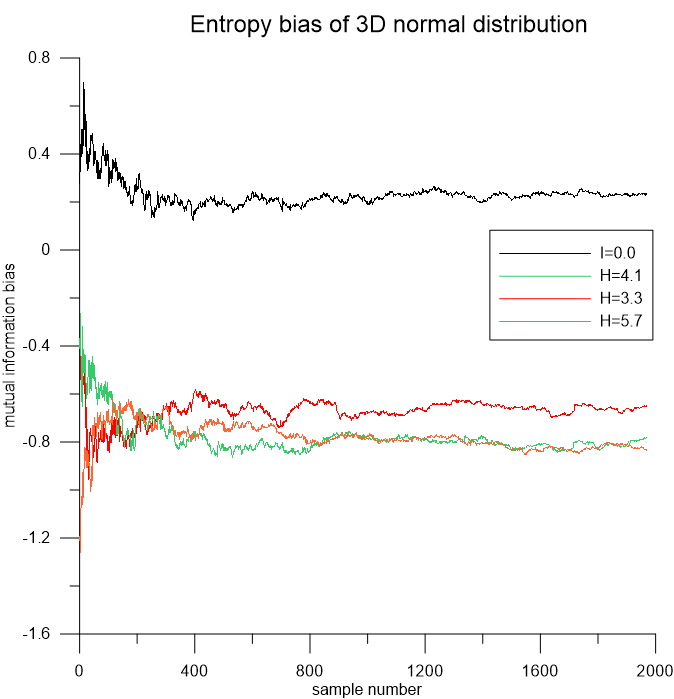 Entropy bias of 3D normal distribution
0.8
0.4
0
-0.4
-0.8
-1.2
-1.6
mutual information bias
I=0.0
H=4.1
H=3.3
H=5.7
0 400 800 1200 1600 2000
sample number